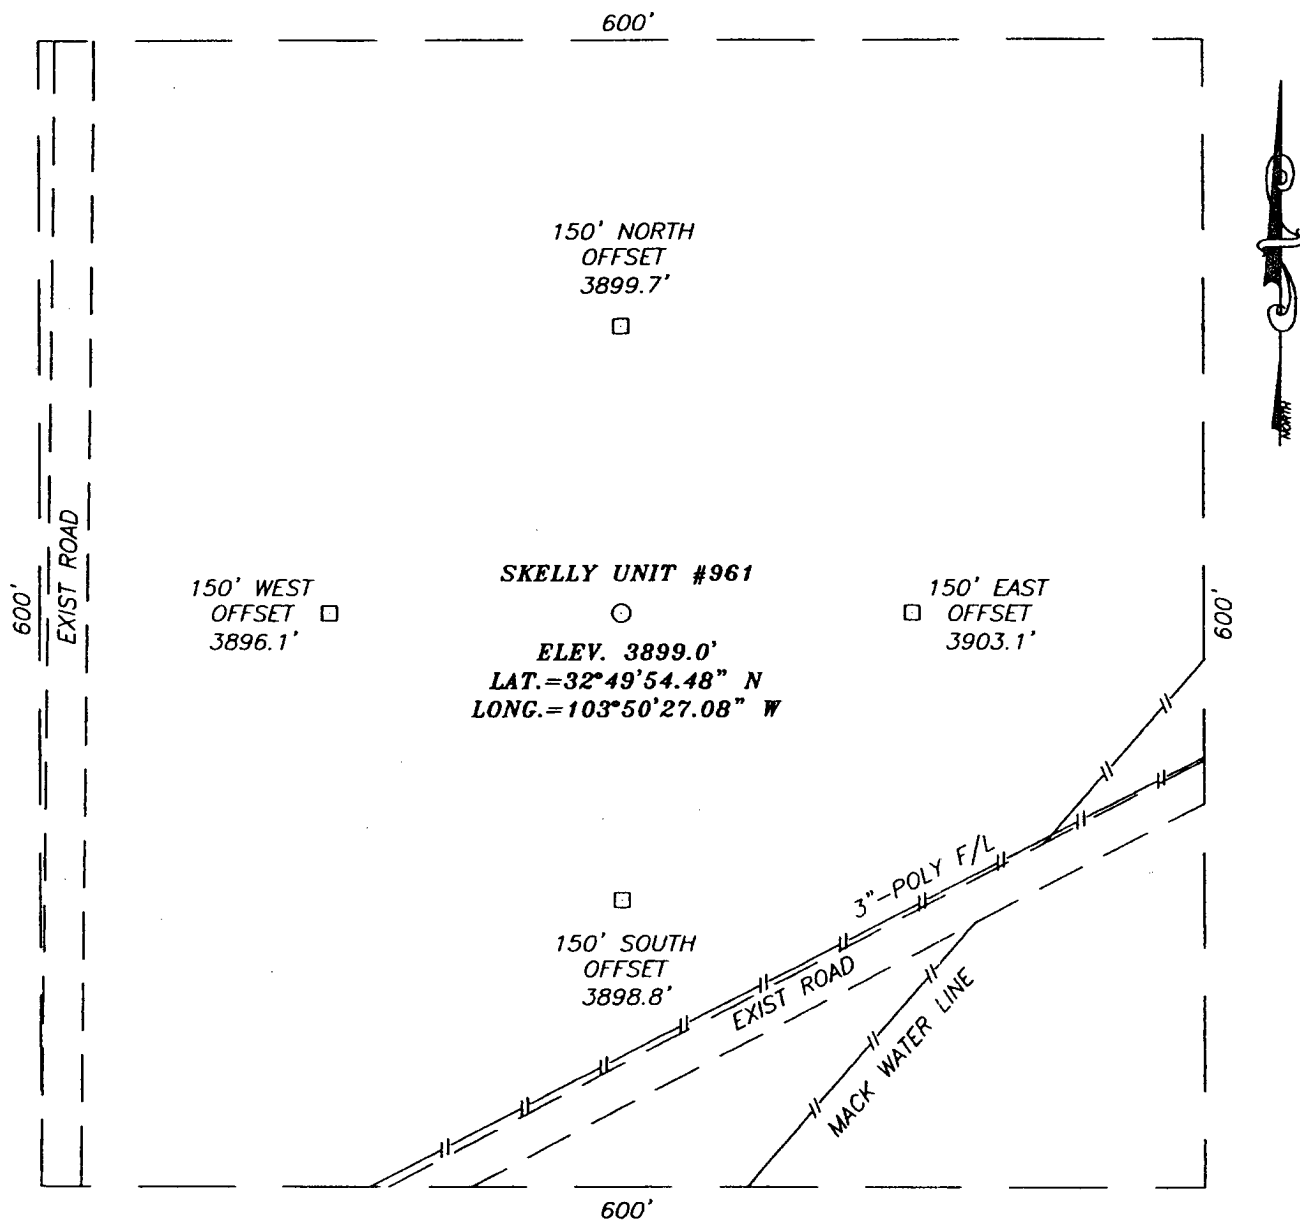 600'
NORTH
150' NORTH
OFFSET
3899.7'
EXIST ROAD
600'
150' WEST
OFFSET
3896.1'
SKELLY UNIT #961
ELEV. 3899.0'
LAT.=32°49'54.48" N
LONG.=103°50'27.08" W
150' EAST
OFFSET
3903.1'
600'
150' SOUTH
OFFSET
3898.8'
3"-POLY F/L
EXIST ROAD
MACK WATER LINE
600'